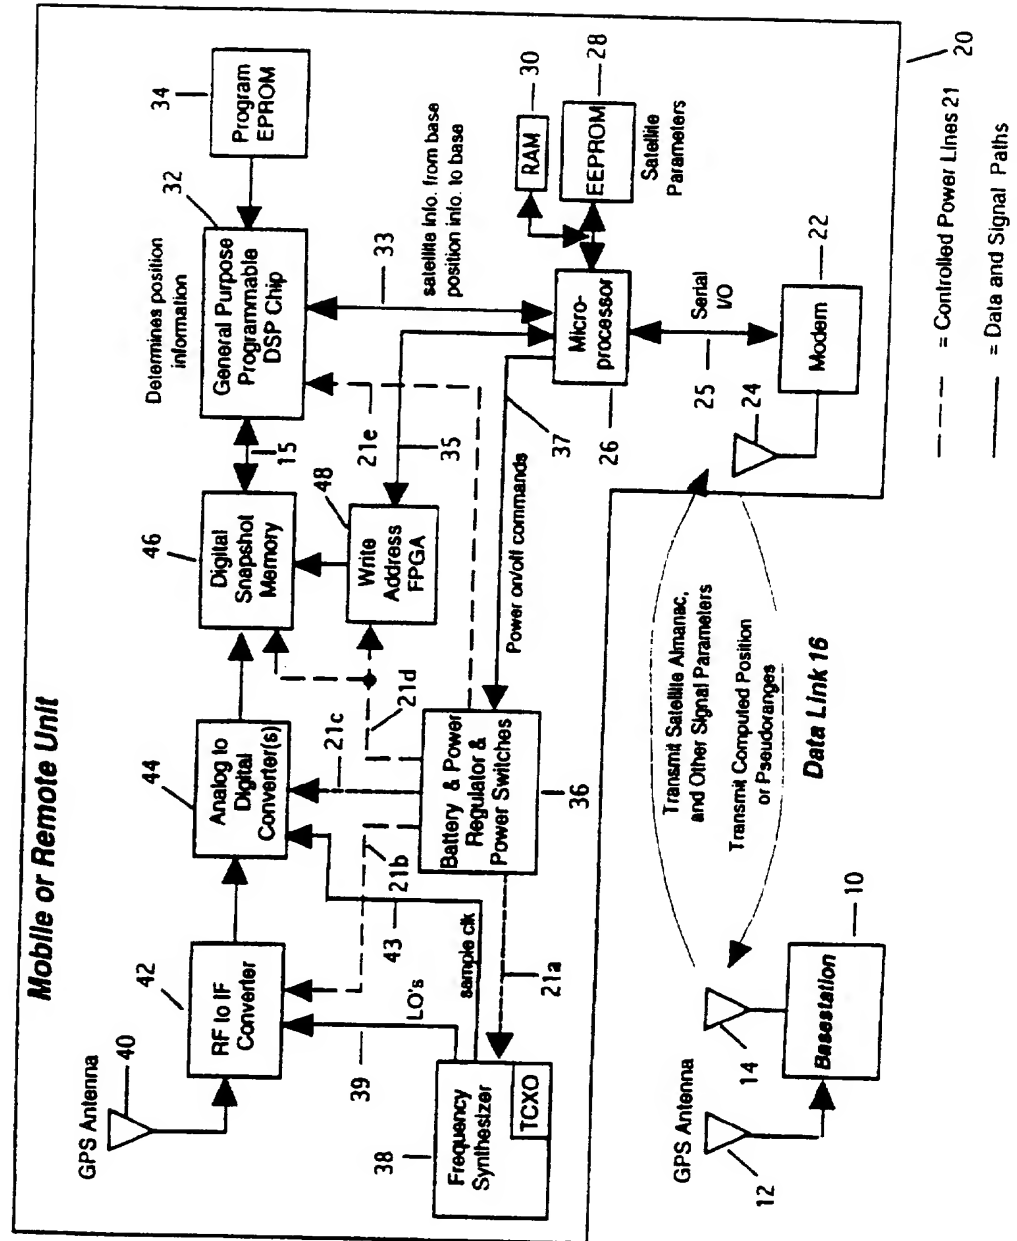 Mobile or Remote Unit
GPS Antenna
40
42
RF to IF
Converter
44
Analog to
Digital
Converter(s)
46
Digital
Snapshot
Memory
15
Determines position
information
32
General Purpose
Programmable
DSP Chip
34
Program
EPROM
48
Write
Address
FPGA
21e
35
33
satellite info. from base
position info. to base
39
LO's
43
sample clk
21b
21c
21d
38
Frequency
Synthesizer
TCXO
21a
Battery & Power
Regulator &
Power Switches
36
Power on/off commands
37
Micro-
processor
26
RAM
30
EEPROM
28
Satellite
Parameters
25
Serial
I/O
24
Modem
22
20
GPS Antenna
12
14
Basestation
10
Transmit Satellite Almanac,
and Other Signal Parameters
Transmit Computed Position
or Pseudoranges
Data Link 16
= Controlled Power Lines 21
= Data and Signal Paths